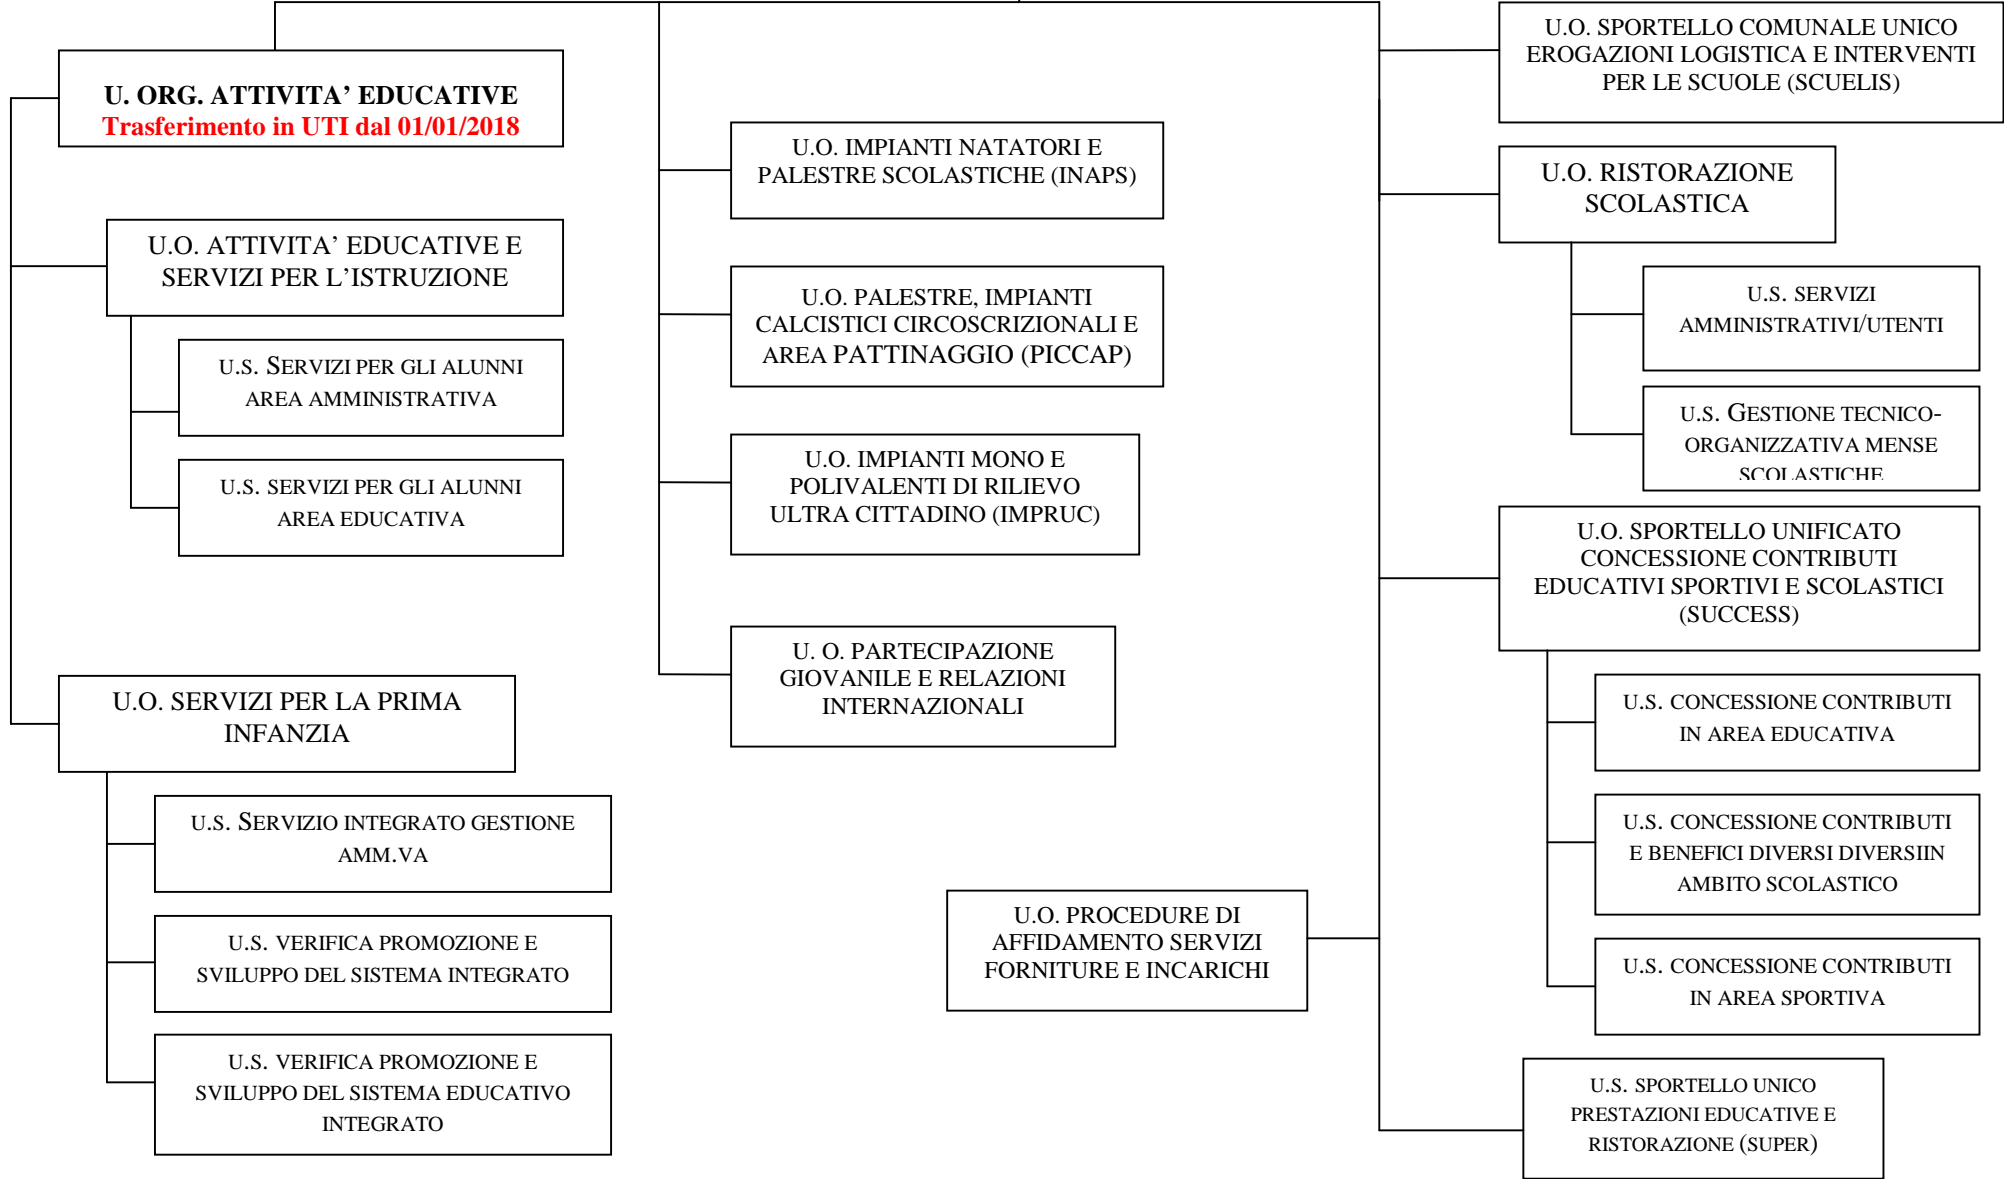 U. ORG. ATTIVITA’ EDUCATIVE
Trasferimento in UTI dal 01/01/2018
U.O. ATTIVITA’ EDUCATIVE E
SERVIZI PER L’ISTRUZIONE
U.S. SERVIZI PER GLI ALUNNI
AREA AMMINISTRATIVA
U.S. SERVIZI PER GLI ALUNNI
AREA EDUCATIVA
U.O. SERVIZI PER LA PRIMA
INFANZIA
U.S. SERVIZIO INTEGRATO GESTIONE
AMM.VA
U.S. VERIFICA PROMOZIONE E
SVILUPPO DEL SISTEMA INTEGRATO
U.S. VERIFICA PROMOZIONE E
SVILUPPO DEL SISTEMA EDUCATIVO
INTEGRATO
U.O. IMPIANTI NATATORI E
PALESTRE SCOLASTICHE (INAPS)
U.O. PALESTRE, IMPIANTI
CALCISTICI CIRCOSCRIZIONALI E
AREA PATTINAGGIO (PICCAP)
U.O. IMPIANTI MONO E
POLIVALENTI DI RILIEVO
ULTRA CITTADINO (IMPRUC)
U. O. PARTECIPAZIONE
GIOVANILE E RELAZIONI
INTERNAZIONALI
U.O. PROCEDURE DI
AFFIDAMENTO SERVIZI
FORNITURE E INCARICHI
U.O. SPORTELLO COMUNALE UNICO
EROGAZIONI LOGISTICA E INTERVENTI
PER LE SCUOLE (SCUELIS)
U.O. RISTORAZIONE
SCOLASTICA
U.S. SERVIZI
AMMINISTRATIVI/UTENTI
U.S. GESTIONE TECNICO-
ORGANIZZATIVA MENSE
SCOLASTICHE
U.O. SPORTELLO UNIFICATO
CONCESSIONE CONTRIBUTI
EDUCATIVI SPORTIVI E SCOLASTICI
(SUCCESS)
U.S. CONCESSIONE CONTRIBUTI
IN AREA EDUCATIVA
U.S. CONCESSIONE CONTRIBUTI
E BENEFICI DIVERSI DIVERSIIN
AMBITO SCOLASTICO
U.S. CONCESSIONE CONTRIBUTI
IN AREA SPORTIVA
U.S. SPORTELLO UNICO
PRESTAZIONI EDUCATIVE E
RISTORAZIONE (SUPER)